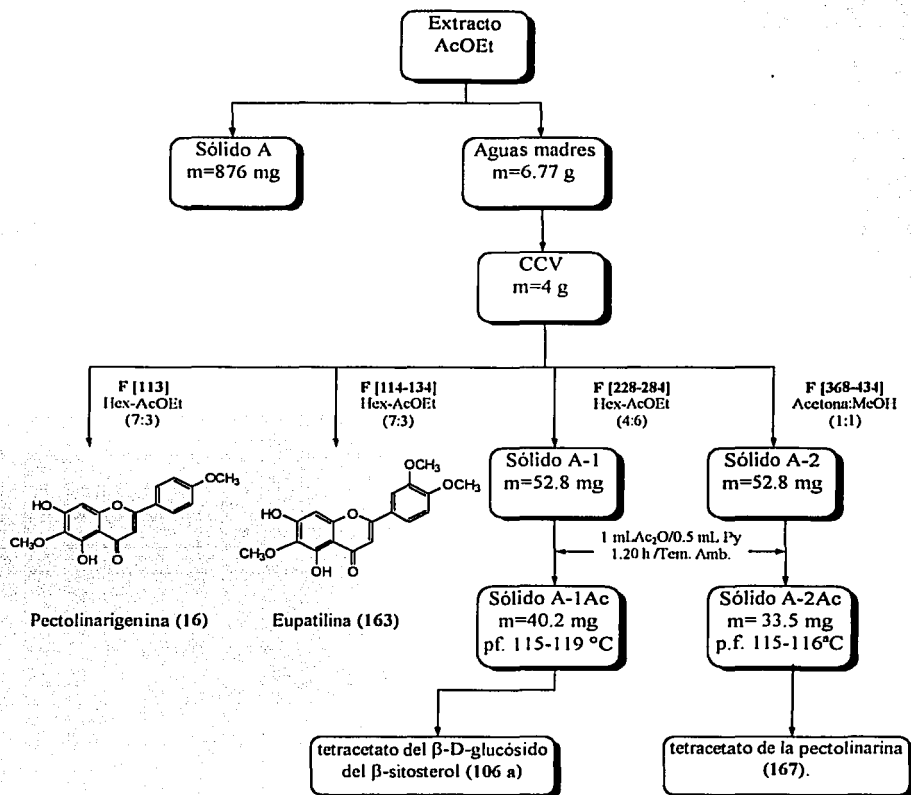 Extracto
AcOEt
Sólido A
m=876 mg
Aguas madres
m=6.77 g
CCV
m=4 g
F [113]
Hex-AcOEt
(7:3)
F [114-134]
Hex-AcOEt
(7:3)
F [228-284]
Hex-AcOEt
(4:6)
F [368-434]
Acetona:MeOH
(1:1)
OCH₃
HO
O
OCH₃
OH
O
Pectolinarigenina (16)
OCH₃
OCH₃
HO
O
OCH₃
OH
O
Eupatilina (163)
Sólido A-1
m=52.8 mg
Sólido A-2
m=52.8 mg
1 mLAc₂O/0.5 mL Py
1.20 h /Tem. Amb.
Sólido A-1Ac
m=40.2 mg
pf. 115-119 °C
Sólido A-2Ac
m= 33.5 mg
p.f. 115-116ªC
tetracetato del β-D-glucósido
del β-sitosterol (106 a)
tetracetato de la pectolinarina
(167).